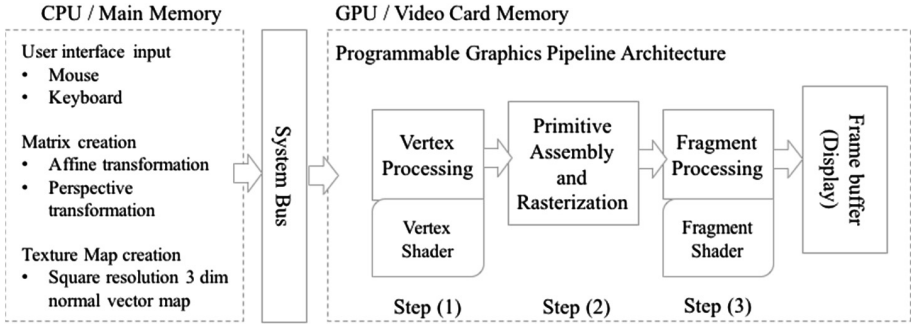 CPU / Main Memory
GPU / Video Card Memory
User interface input
• Mouse
• Keyboard
Matrix creation
• Affine transformation
• Perspective
transformation
Texture Map creation
• Square resolution 3 dim
normal vector map
System Bus
Programmable Graphics Pipeline Architecture
Vertex
Processing
Vertex
Shader
Step (1)
Primitive
Assembly
and
Rasterization
Step (2)
Fragment
Processing
Fragment
Shader
Step (3)
Frame buffer
(Display)